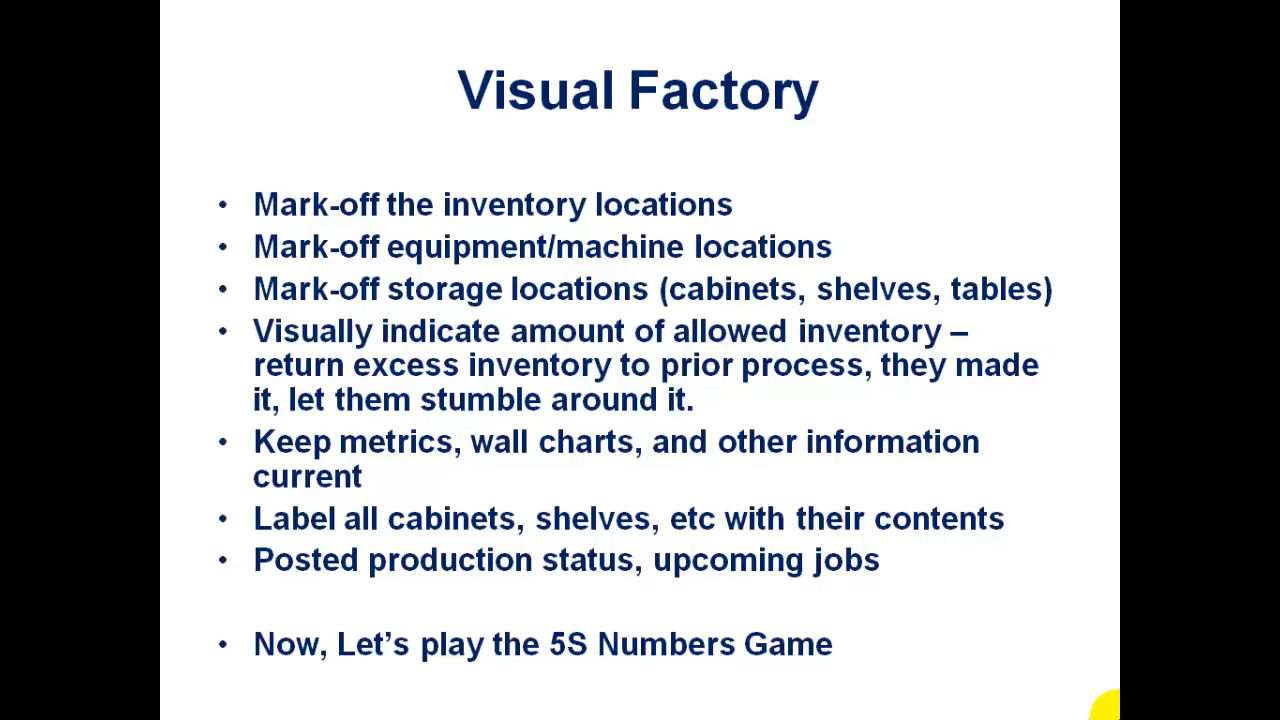 Visual Factory
• Mark-off the inventory locations
• Mark-off equipment/machine locations
• Mark-off storage locations (cabinets, shelves, tables)
• Visually indicate amount of allowed inventory –
return excess inventory to prior process, they made
it, let them stumble around it.
• Keep metrics, wall charts, and other information
current
• Label all cabinets, shelves, etc with their contents
• Posted production status, upcoming jobs
• Now, Let’s play the 5S Numbers Game